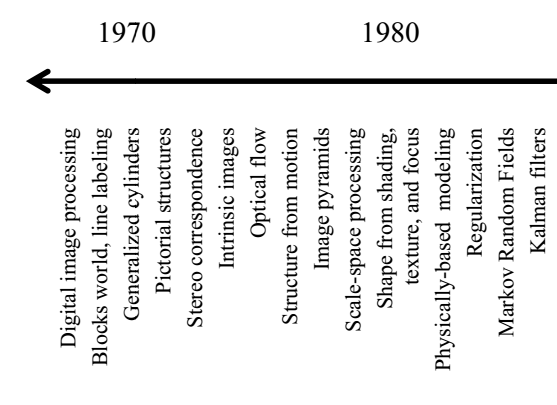 1970
1980
Digital image processing
Blocks world, line labeling
Generalized cylinders
Pictorial structures
Stereo correspondence
Intrinsic images
Optical flow
Structure from motion
Image pyramids
Scale-space processing
Shape from shading,
texture, and focus
Physically-based modeling
Regularization
Markov Random Fields
Kalman filters